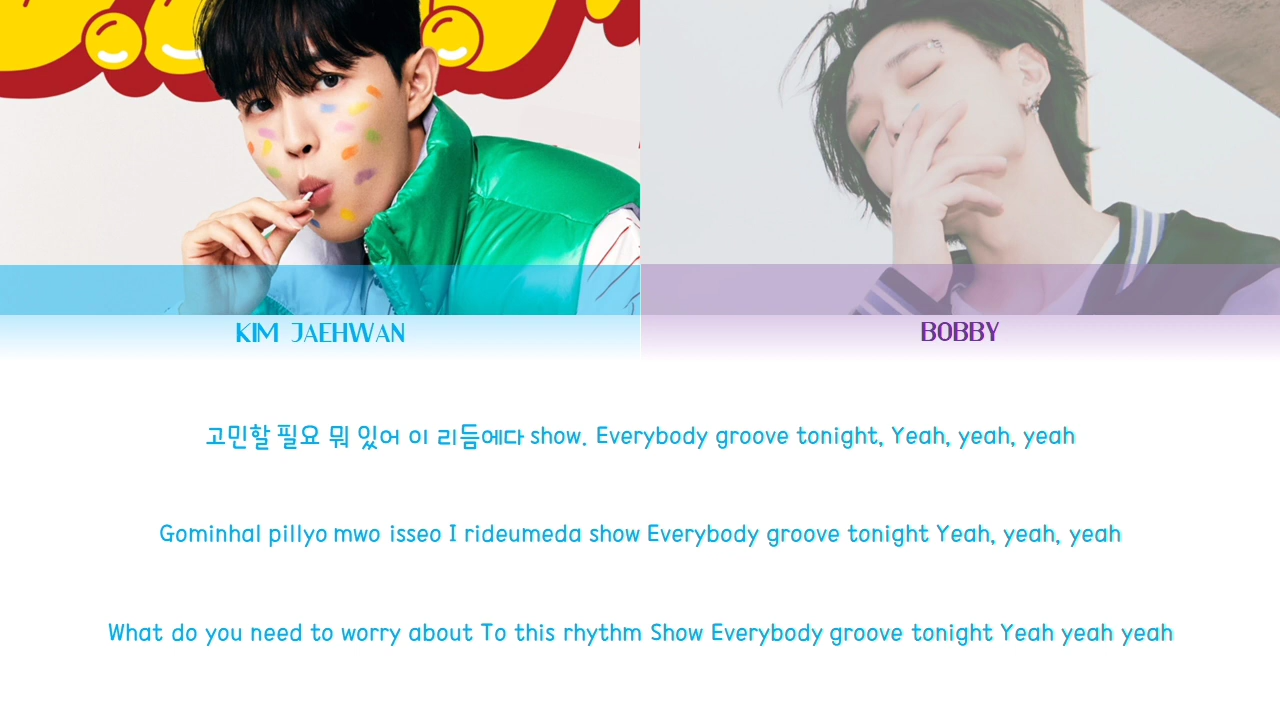 KIM JAEHWAN
BOBBY
고민할 필요 뭐 있어 이 리듬에다 show. Everybody groove tonight, Yeah, yeah, yeah
Gominhal pillyo mwo isseo I rideumeda show Everybody groove tonight Yeah, yeah, yeah
What do you need to worry about To this rhythm Show Everybody groove tonight Yeah yeah yeah